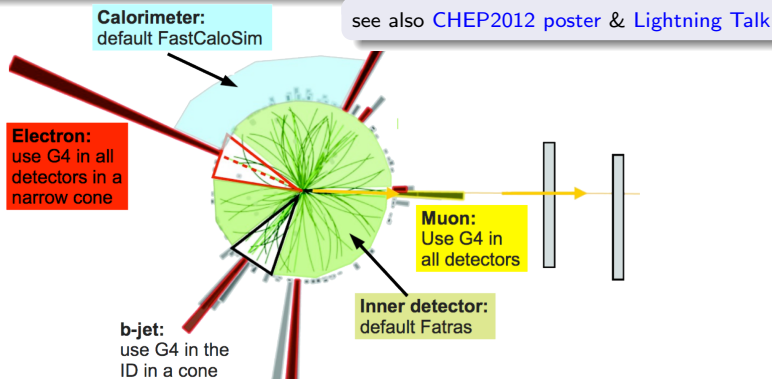 see also CHEP2012 poster & Lightning Talk
Calorimeter:
default FastCaloSim
Electron:
use G4 in all
detectors in a
narrow cone
Muon:
Use G4 in
all detectors
Inner detector:
default Fatras
b-jet:
use G4 in the
ID in a cone